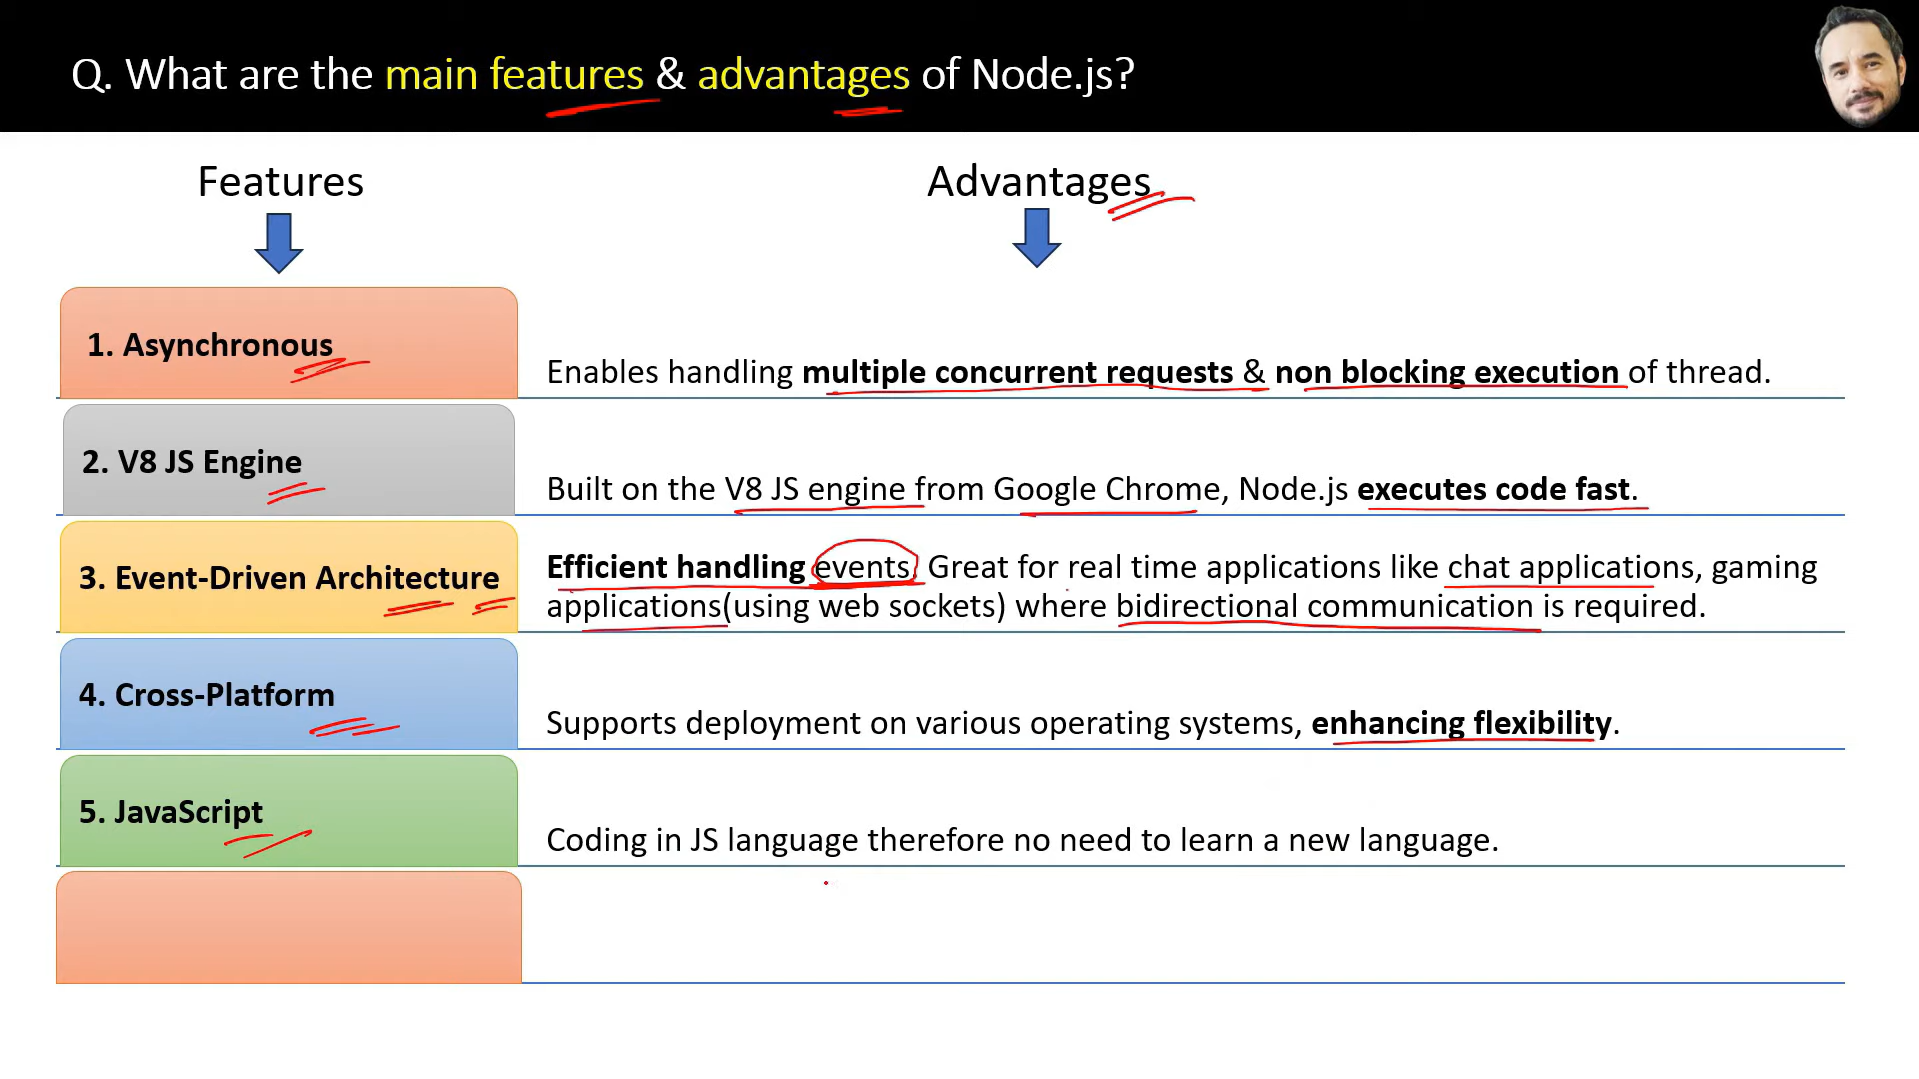 Q. What are the main features & advantages of Node.js?
Features
Advantages
1. Asynchronous
Enables handling multiple concurrent requests & non blocking execution of thread.
2. V8 JS Engine
Built on the V8 JS engine from Google Chrome, Node.js executes code fast.
3. Event-Driven Architecture
Efficient handling events. Great for real time applications like chat applications, gaming
applications(using web sockets) where bidirectional communication is required.
4. Cross-Platform
Supports deployment on various operating systems, enhancing flexibility.
5. JavaScript
Coding in JS language therefore no need to learn a new language.